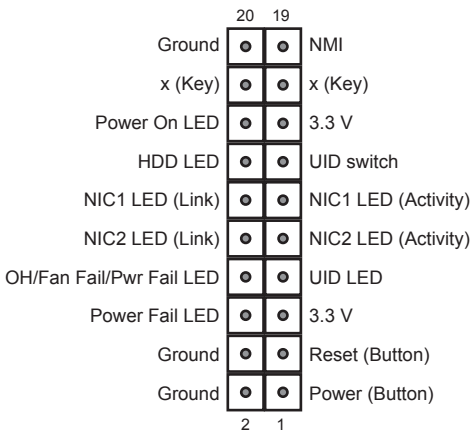 20 19
Ground NMI
x (Key) x (Key)
Power On LED 3.3 V
HDD LED UID switch
NIC1 LED (Link) NIC1 LED (Activity)
NIC2 LED (Link) NIC2 LED (Activity)
OH/Fan Fail/Pwr Fail LED UID LED
Power Fail LED 3.3 V
Ground Reset (Button)
Ground Power (Button)
2 1